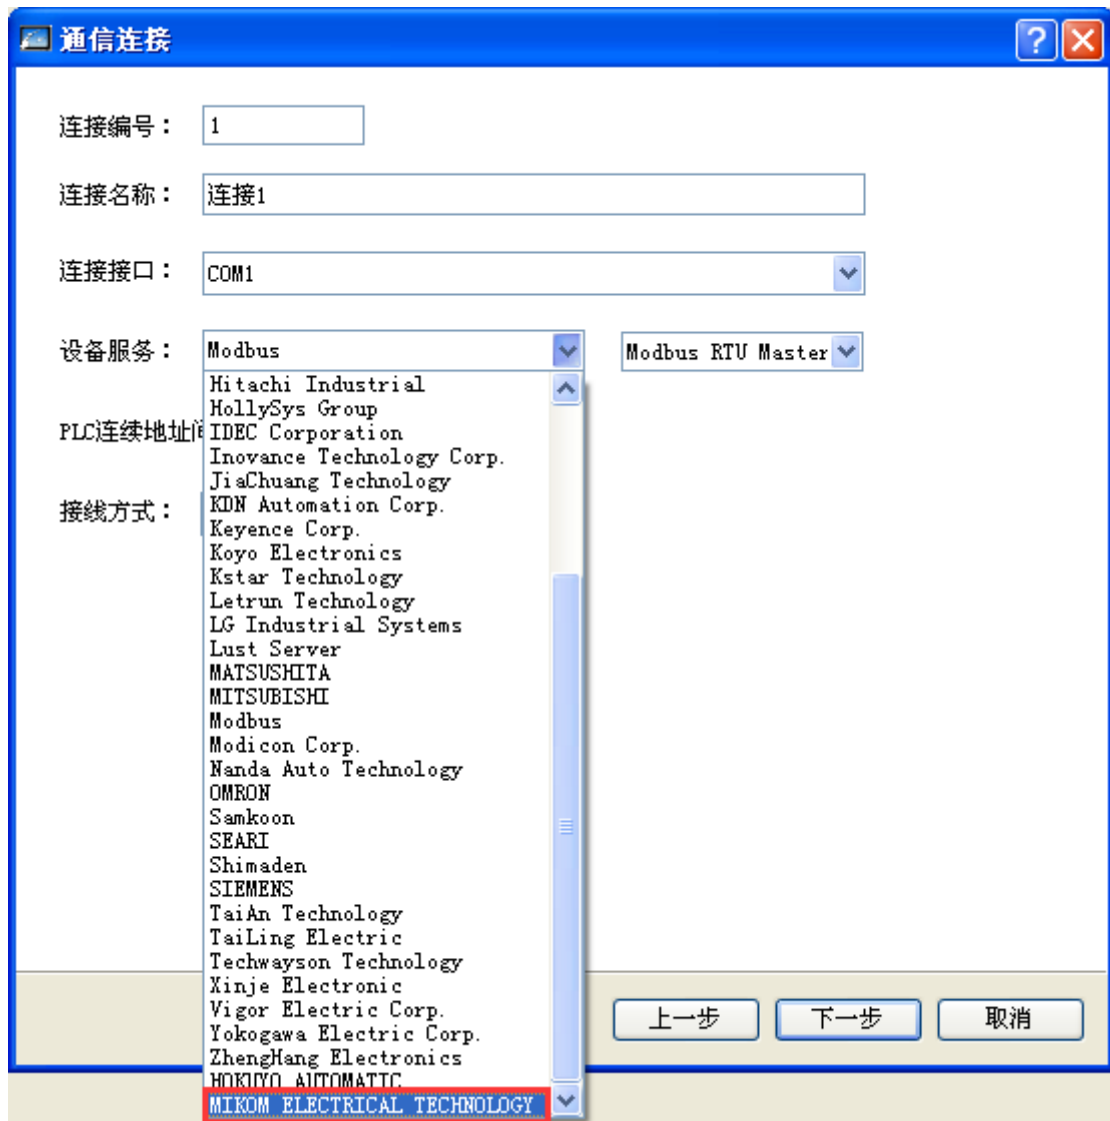 通信连接
连接编号：
1
连接名称：
连接1
连接接口：
COM1
设备服务：
Modbus
Modbus RTU Master
PLC连续地址
接线方式：
Hitachi Industrial
HollySys Group
IDEC Corporation
Inovance Technology Corp.
JiaChuang Technology
KDN Automation Corp.
Keyence Corp.
Koyo Electronics
Kstar Technology
Letrun Technology
LG Industrial Systems
Lust Server
MATSUSHITA
MITSUBISHI
Modbus
Modicon Corp.
Nanda Auto Technology
OMRON
Samkoon
SEARI
Shimaden
SIEMENS
TaiAn Technology
TaiLing Electric
Techwayson Technology
Xinje Electronic
Vigor Electric Corp.
Yokogawa Electric Corp.
ZhengHang Electronics
HOKUYO AUTOMATIC
MIKOM ELECTRICAL TECHNOLOGY
上一步
下一步
取消